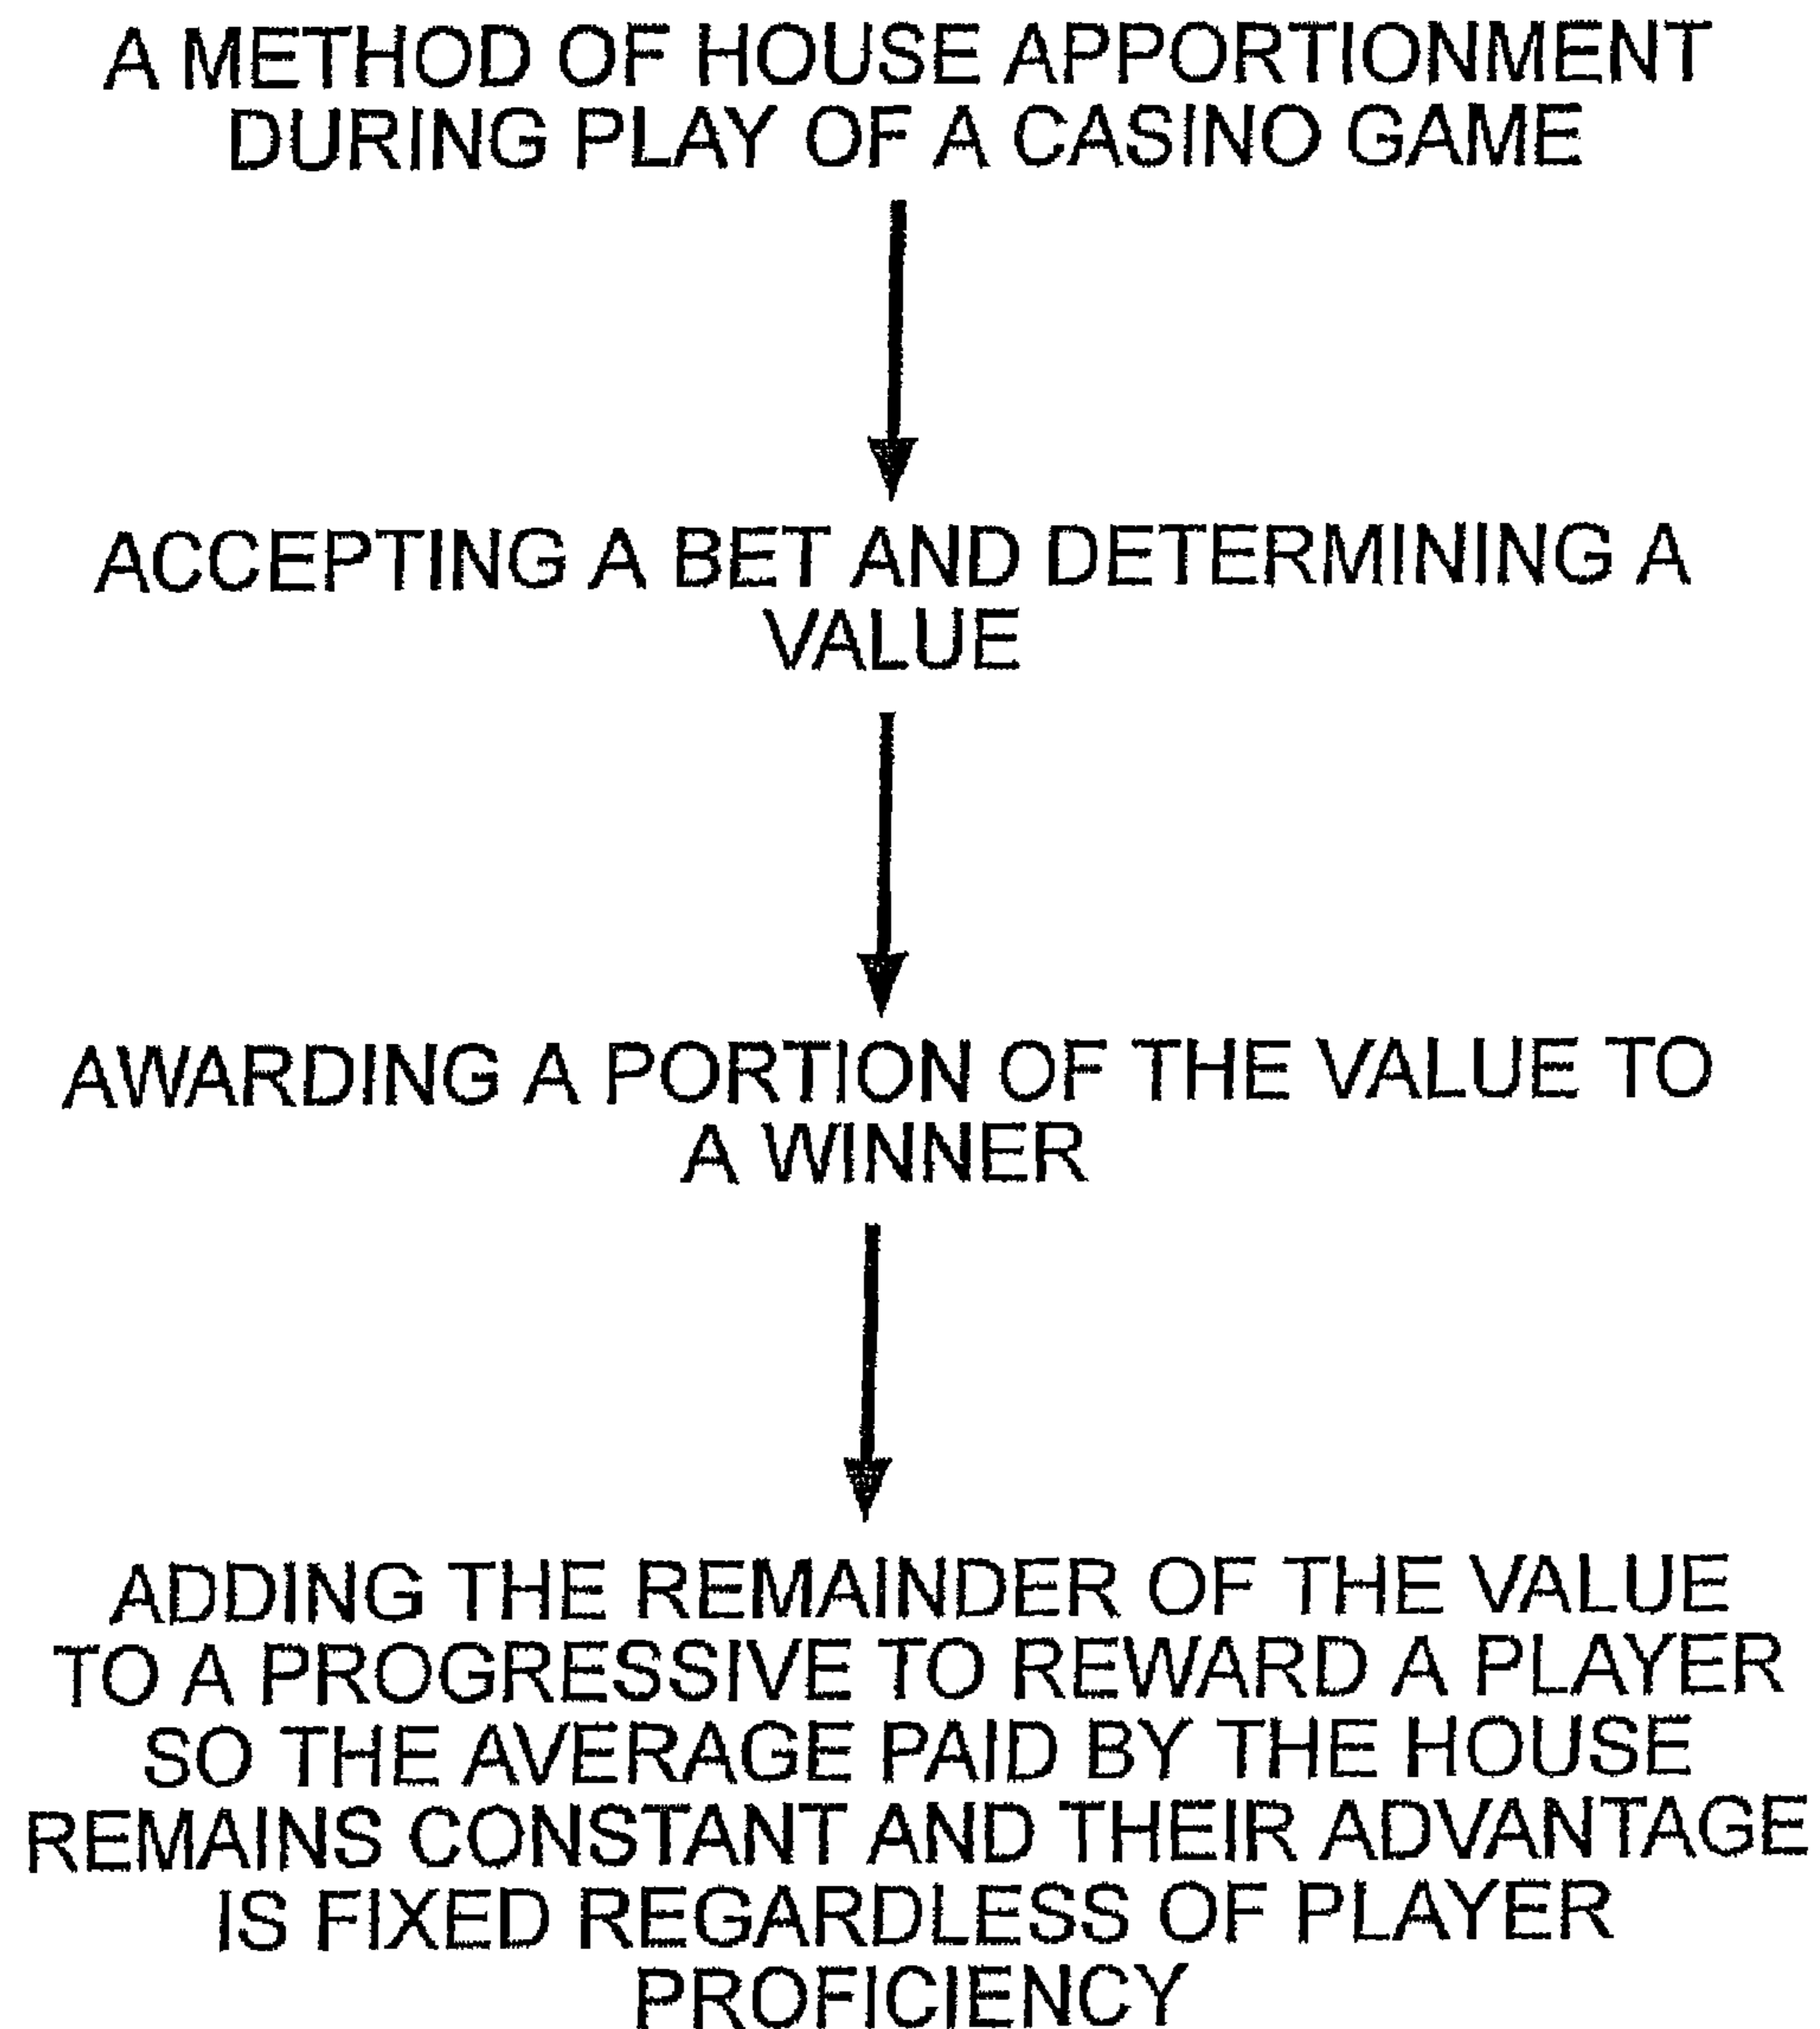 A METHOD OF HOUSE APPORTIONMENT
DURING PLAY OF A CASINO GAME
ACCEPTING A BET AND DETERMINING A
VALUE
AWARDING A PORTION OF THE VALUE TO
A WINNER
ADDING THE REMAINDER OF THE VALUE
TO A PROGRESSIVE TO REWARD A PLAYER
SO THE AVERAGE PAID BY THE HOUSE
REMAINS CONSTANT AND THEIR ADVANTAGE
IS FIXED REGARDLESS OF PLAYER
PROFICIENCY